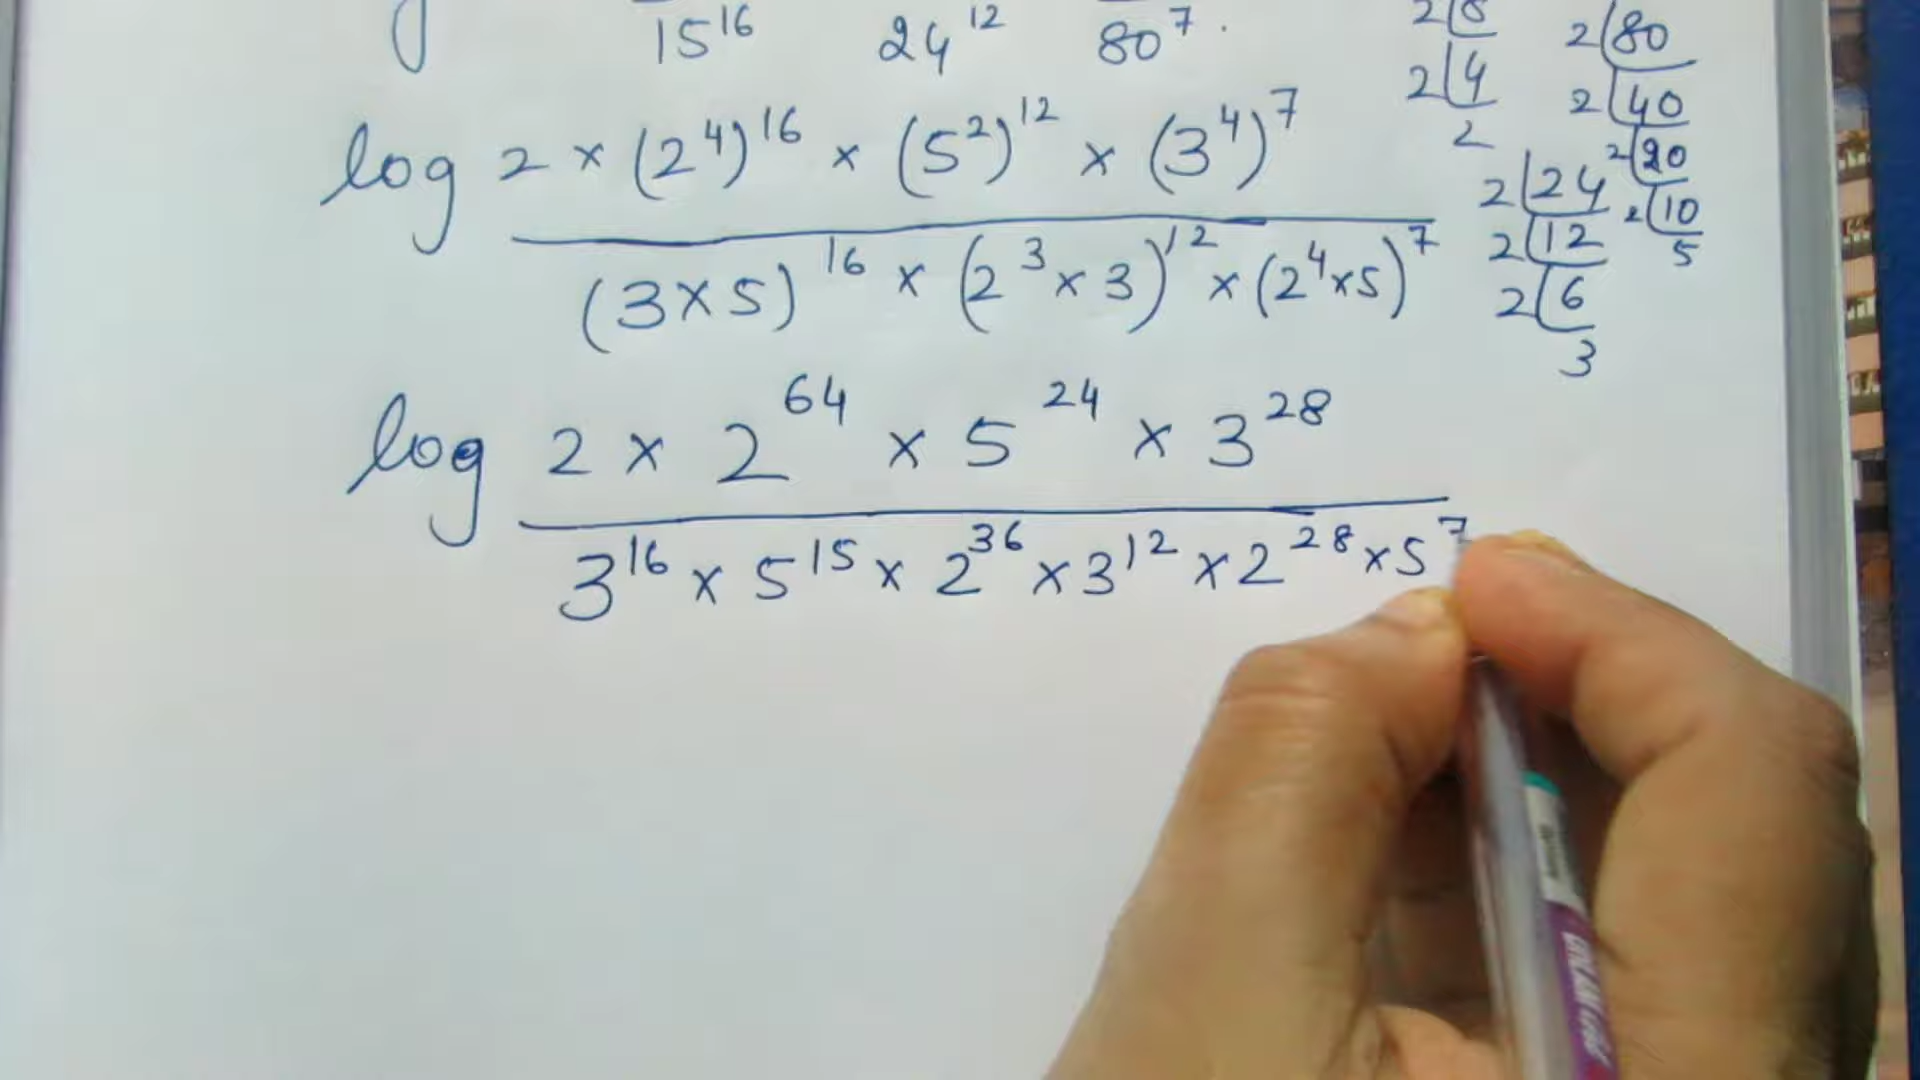 15^16 24^12 80^7 .
log 2 × (2^4)^16 × (5^2)^12 × (3^4)^7
(3×5)^16 × (2^3 × 3)^12 × (2^4×5)^7
log 2 × 2^64 × 5^24 × 3^28
3^16 × 5^15 × 2^36 × 3^12 × 2^28 × 5^7
2 8
2 4
2
2 80
2 40
2 20
2 10
5
2 24
2 12
2 6
3